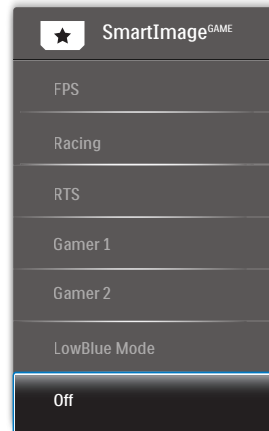 SmartImageGAME
FPS
Racing
RTS
Gamer 1
Gamer 2
LowBlue Mode
Off